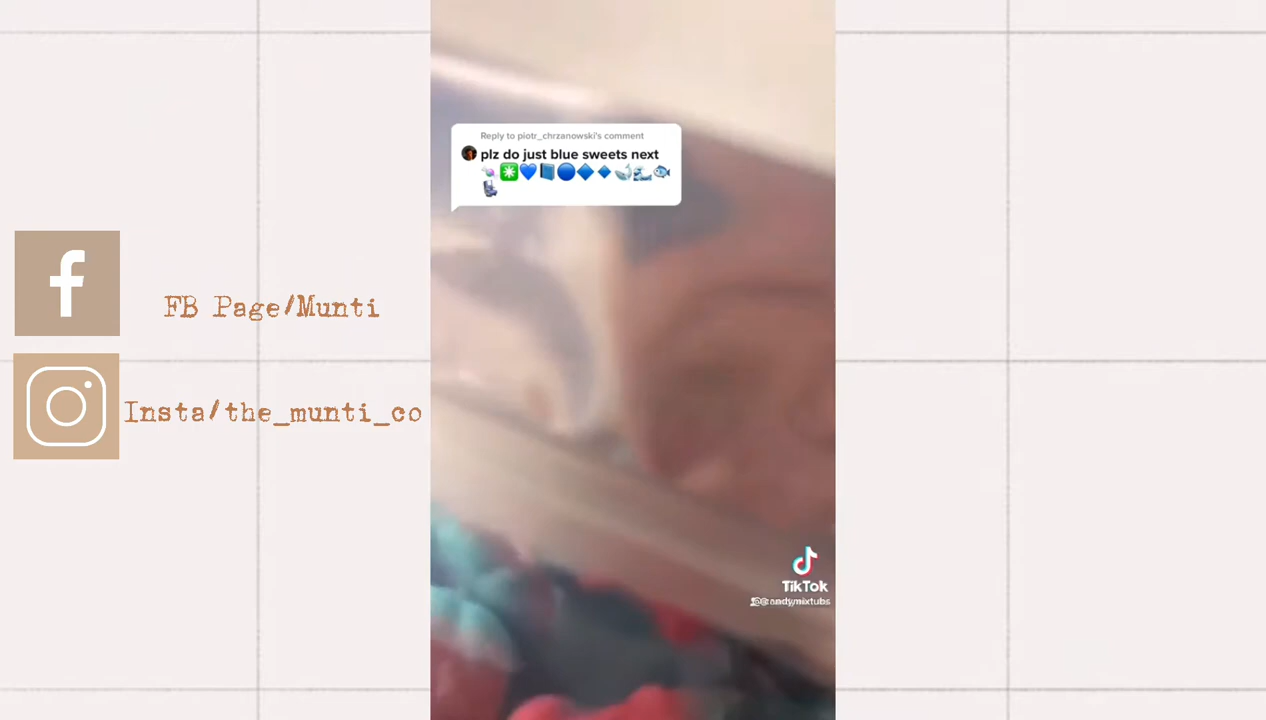 Reply to piotr_chrzanowski's comment
plz do just blue sweets next
FB Page/Munti
Insta/the_munti_co
TikTok